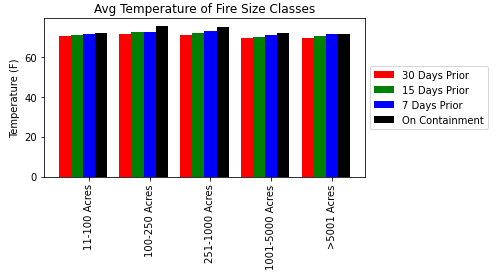 Avg Temperature of Fire Size Classes
Temperature (F)
60
40
20
0
11-100 Acres
100-250 Acres
251-1000 Acres
1001-5000 Acres
>5001 Acres
30 Days Prior
15 Days Prior
7 Days Prior
On Containment